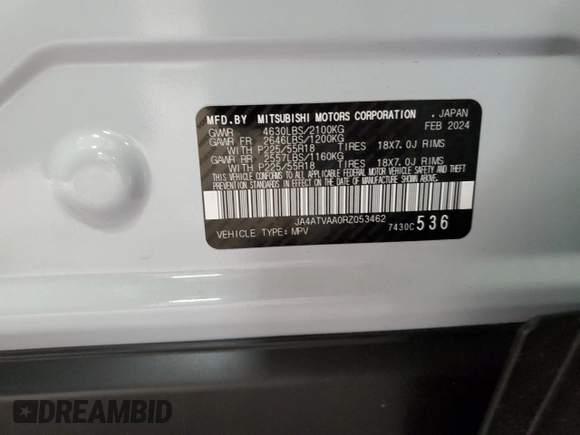 MFD.BY MITSUBISHI MOTORS CORPORATION , JAPAN
GVWR 4630LBS/2100KG FEB 2024
GAWR FR 2646LBS/1200KG
WITH P225/55R18 TIRES 18X7.0J RIMS
GAWR RR 2557LBS/1160KG
WITH P225/55R18 TIRES 18X7.0J RIMS
THIS VEHICLE CONFORMS TO ALL APPLICABLE FEDERAL MOTOR VEHICLE SAFETY, BUMPER, AND THEFT
PREVENTION STANDARDS IN EFFECT ON THE DATE OF MANUFACTURE SHOWN ABOVE.
JA4ATVAA0RZ053462
VEHICLE TYPE: MPV 7430C 536
DREAMBID